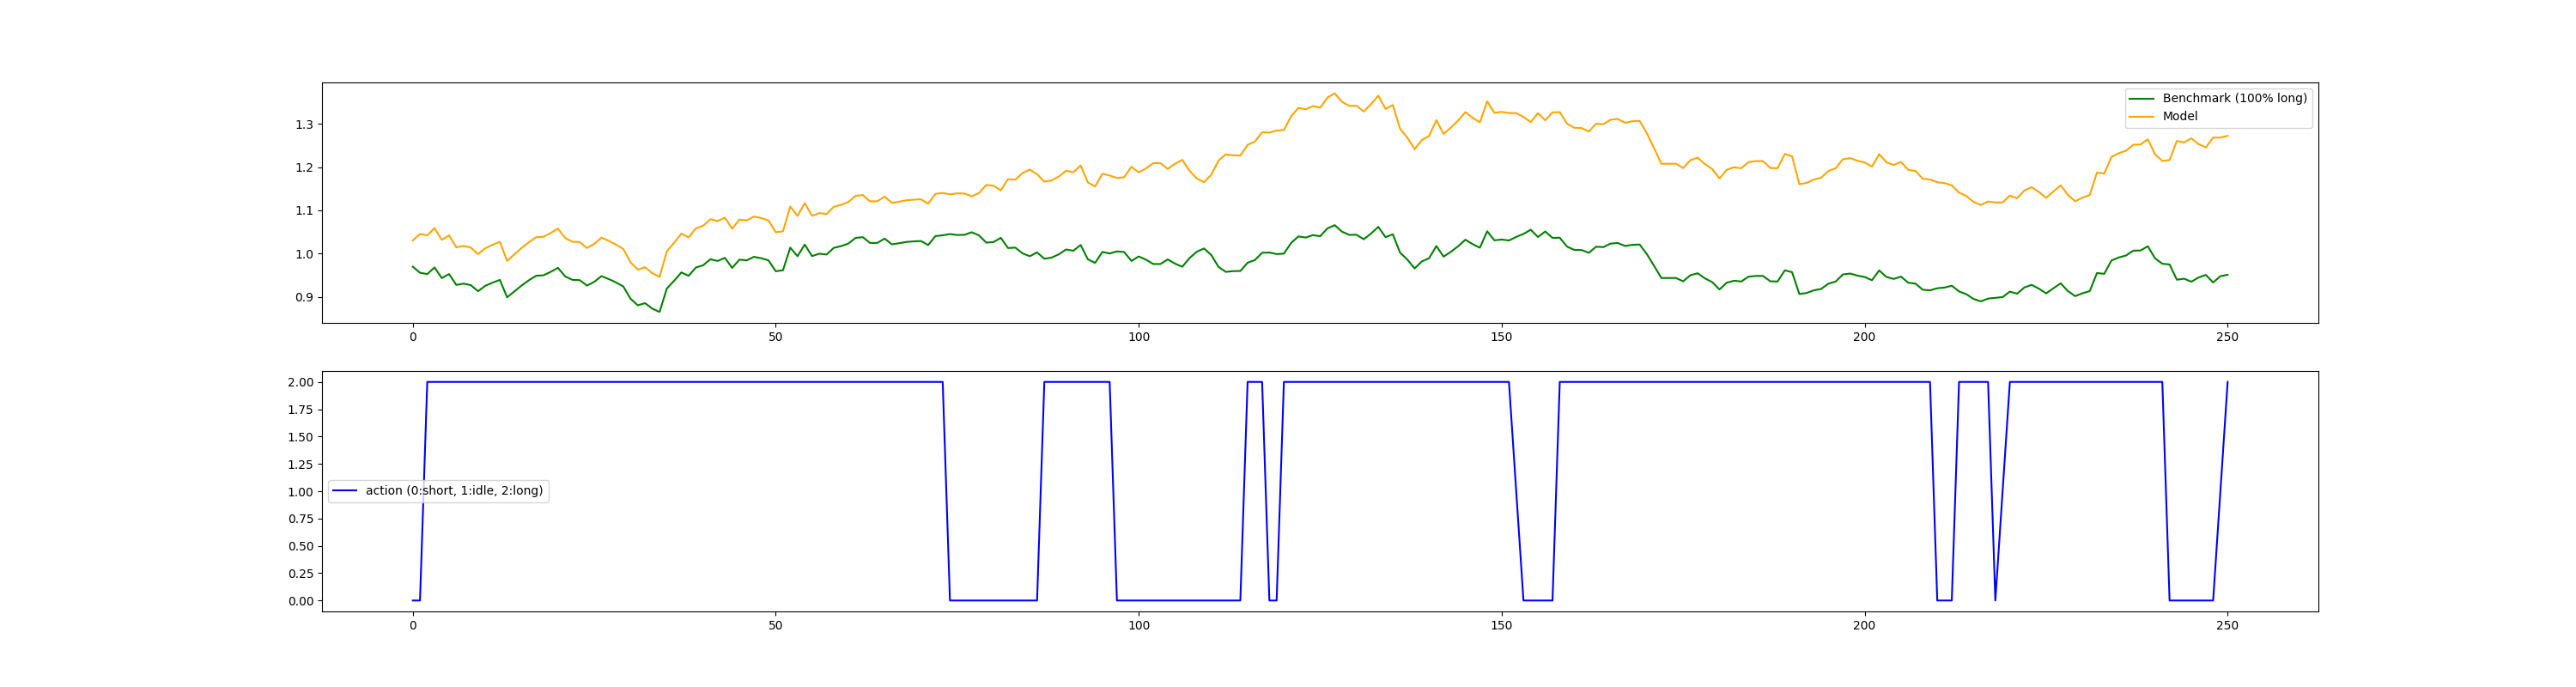 Benchmark (100% long)
Model
1.3
1.2
1.1
1.0
0.9
0 50 100 150 200 250
2.00
1.75
1.50
1.25
1.00
0.75
0.50
0.25
0.00
action (0:short, 1:idle, 2:long)
0 50 100 150 200 250